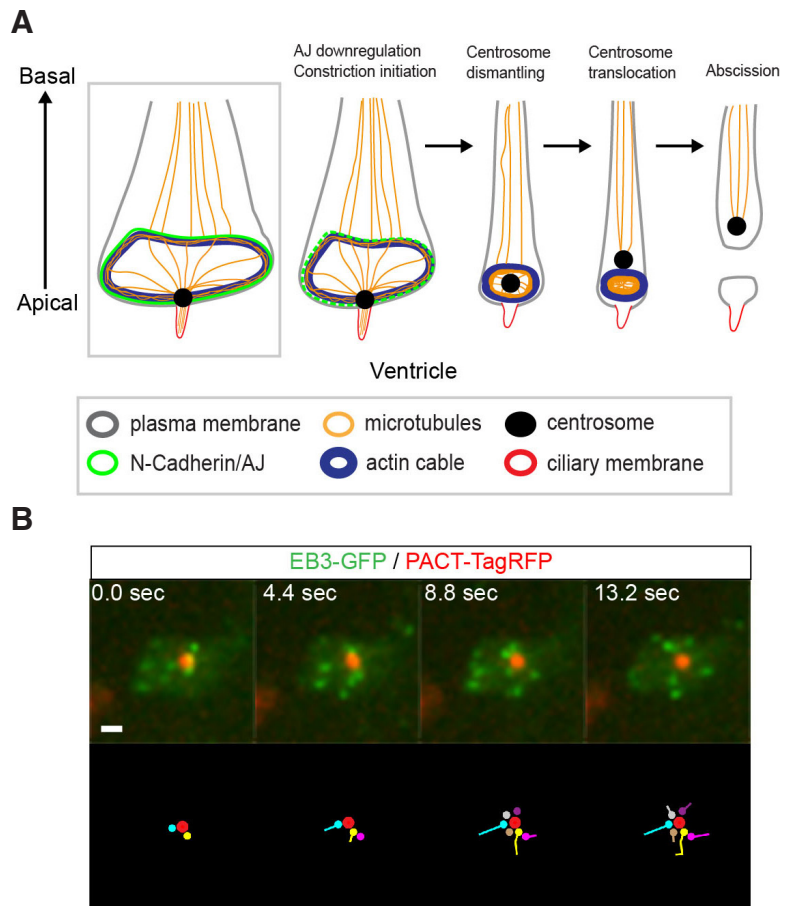 A
Basal
Apical
AJ downregulation
Constriction initiation
Centrosome
dismantling
Centrosome
translocation
Abscission
Ventricle
plasma membrane
microtubules
centrosome
N-Cadherin/AJ
actin cable
ciliary membrane
B
EB3-GFP / PACT-TagRFP
0.0 sec
4.4 sec
8.8 sec
13.2 sec